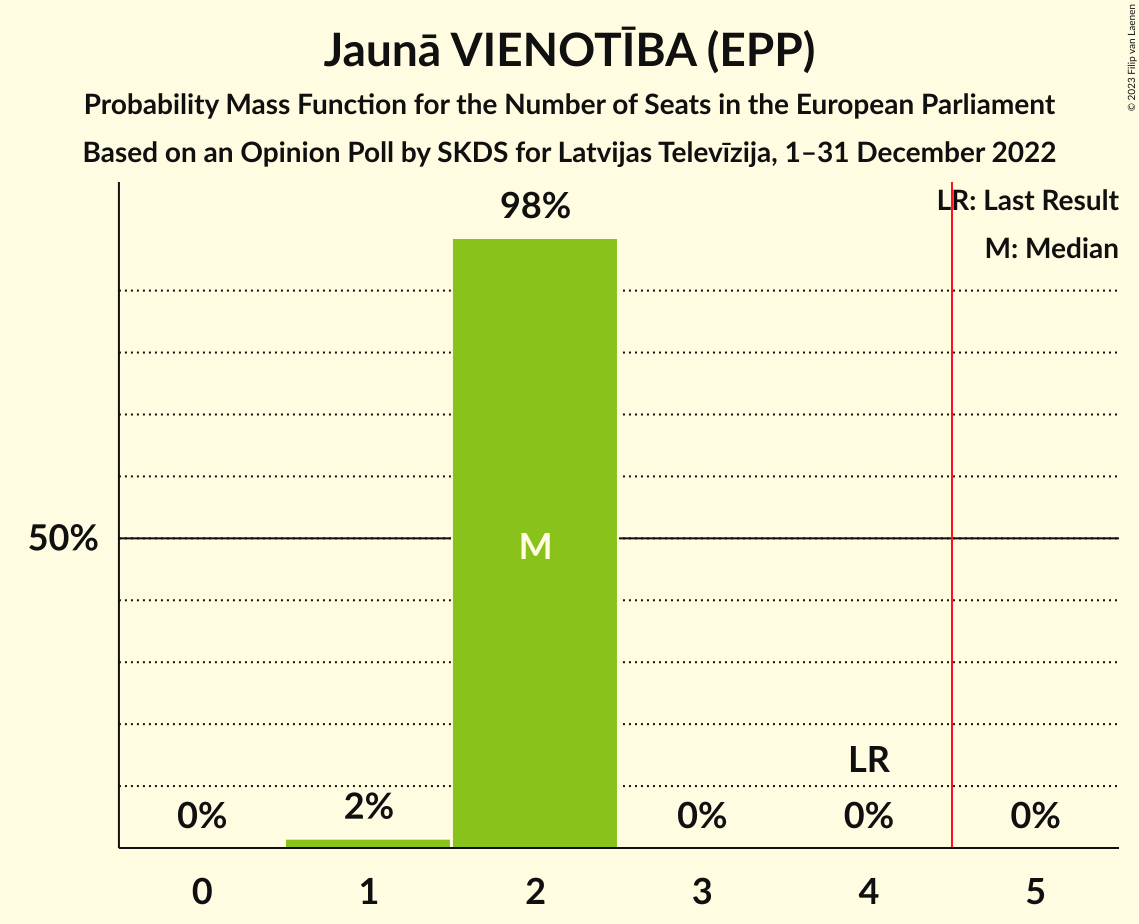 Jaunā VIENOTĪBA (EPP)
Probability Mass Function for the Number of Seats in the European Parliament
Based on an Opinion Poll by SKDS for Latvijas Televīzija, 1–31 December 2022
© 2023 Filip van Laenen
LR: Last Result
M: Median
98%
50%
M
LR
0%
2%
0%
0%
0%
0 1 2 3 4 5